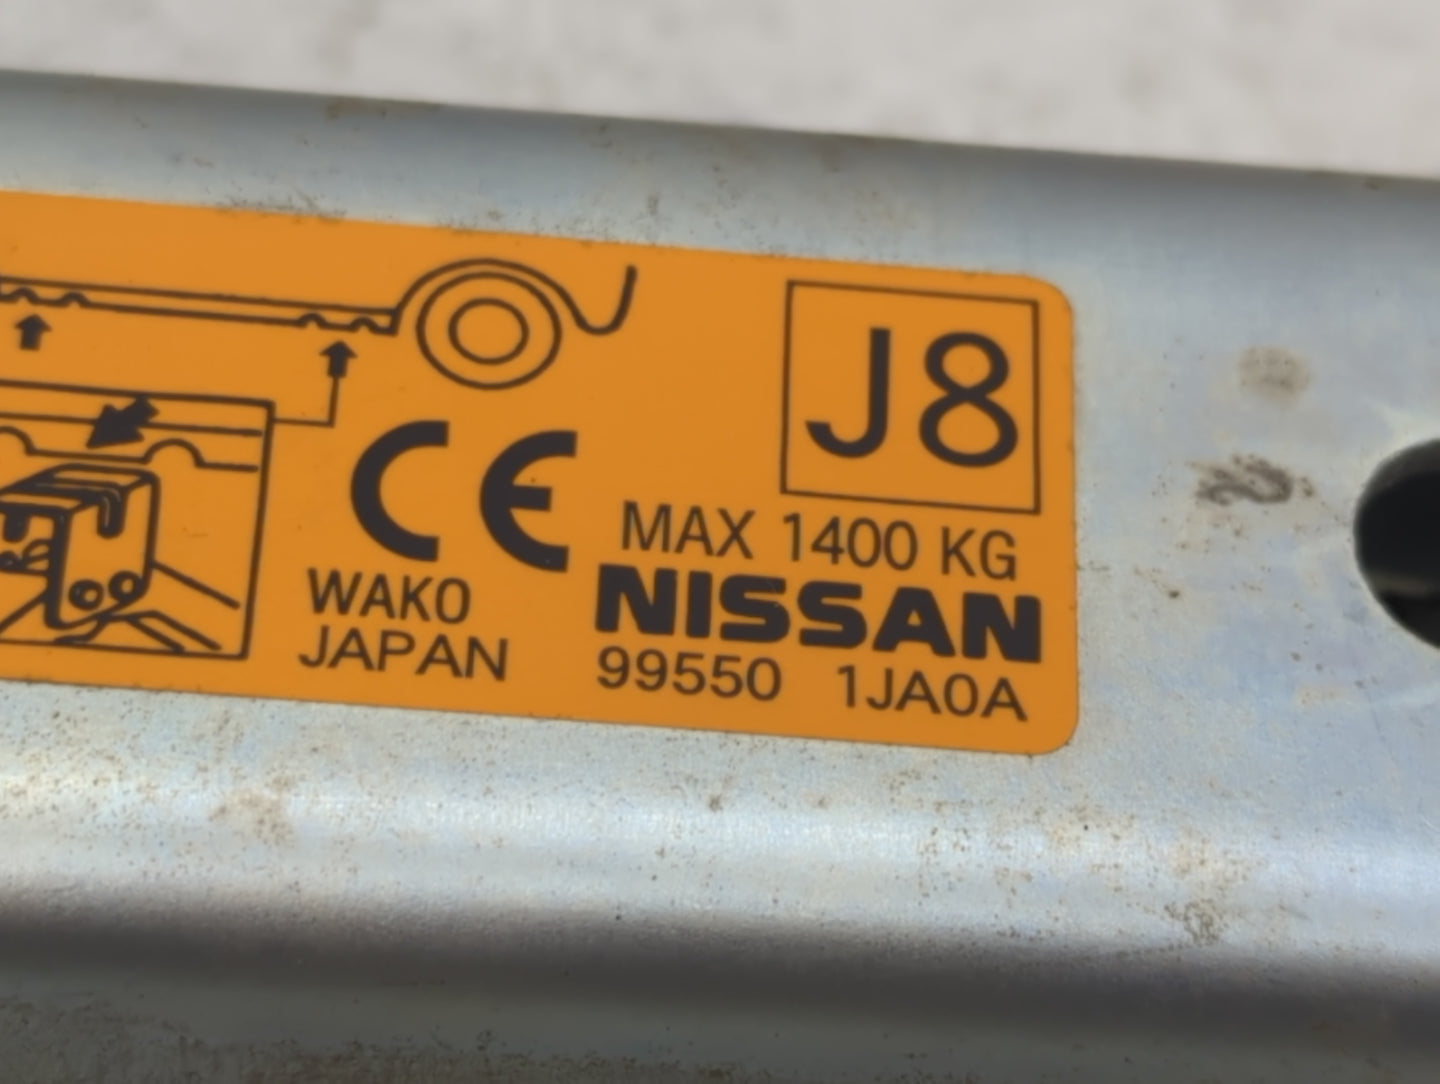 J8
CE
MAX 1400 KG
WAKO
JAPAN
NISSAN
99550 1JA0A